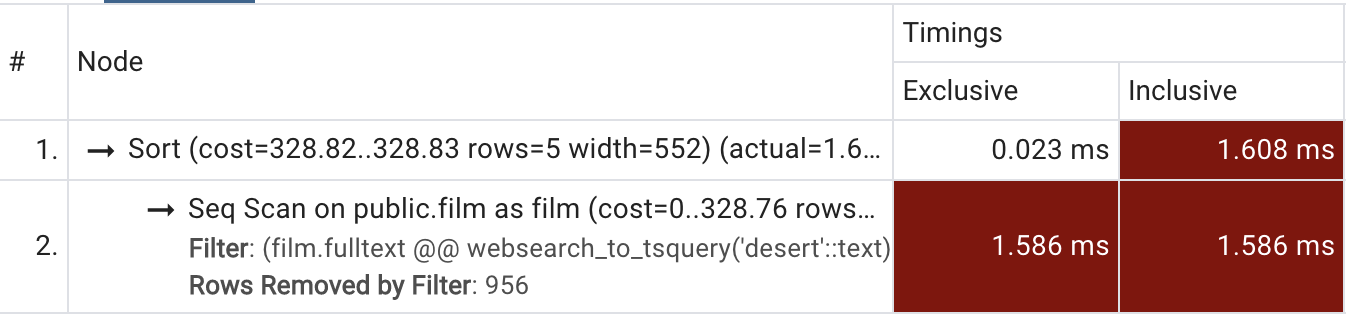 #
Node
Timings
Exclusive
Inclusive
1.
→ Sort (cost=328.82..328.83 rows=5 width=552) (actual=1.6…
0.023 ms
1.608 ms
2.
→ Seq Scan on public.film as film (cost=0..328.76 rows…
Filter: (film.fulltext @@ websearch_to_tsquery('desert'::text)
Rows Removed by Filter: 956
1.586 ms
1.586 ms